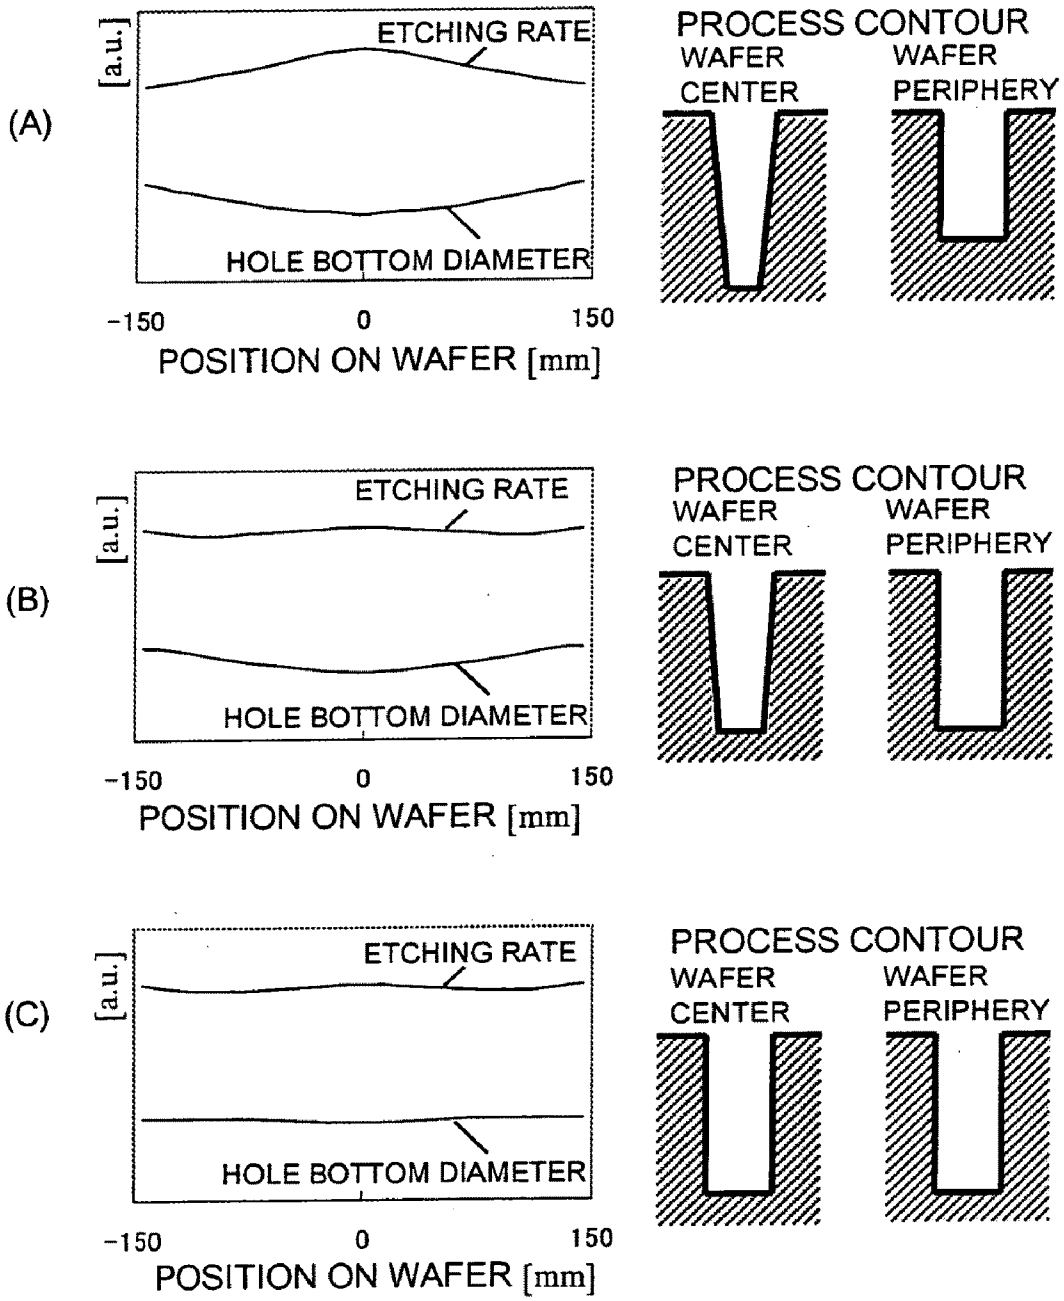 (A)
[a.u.]
ETCHING RATE
HOLE BOTTOM DIAMETER
-150 0 150
POSITION ON WAFER [mm]
PROCESS CONTOUR
WAFER CENTER
WAFER PERIPHERY
(B)
[a.u.]
ETCHING RATE
HOLE BOTTOM DIAMETER
-150 0 150
POSITION ON WAFER [mm]
PROCESS CONTOUR
WAFER CENTER
WAFER PERIPHERY
(C)
[a.u.]
ETCHING RATE
HOLE BOTTOM DIAMETER
-150 0 150
POSITION ON WAFER [mm]
PROCESS CONTOUR
WAFER CENTER
WAFER PERIPHERY